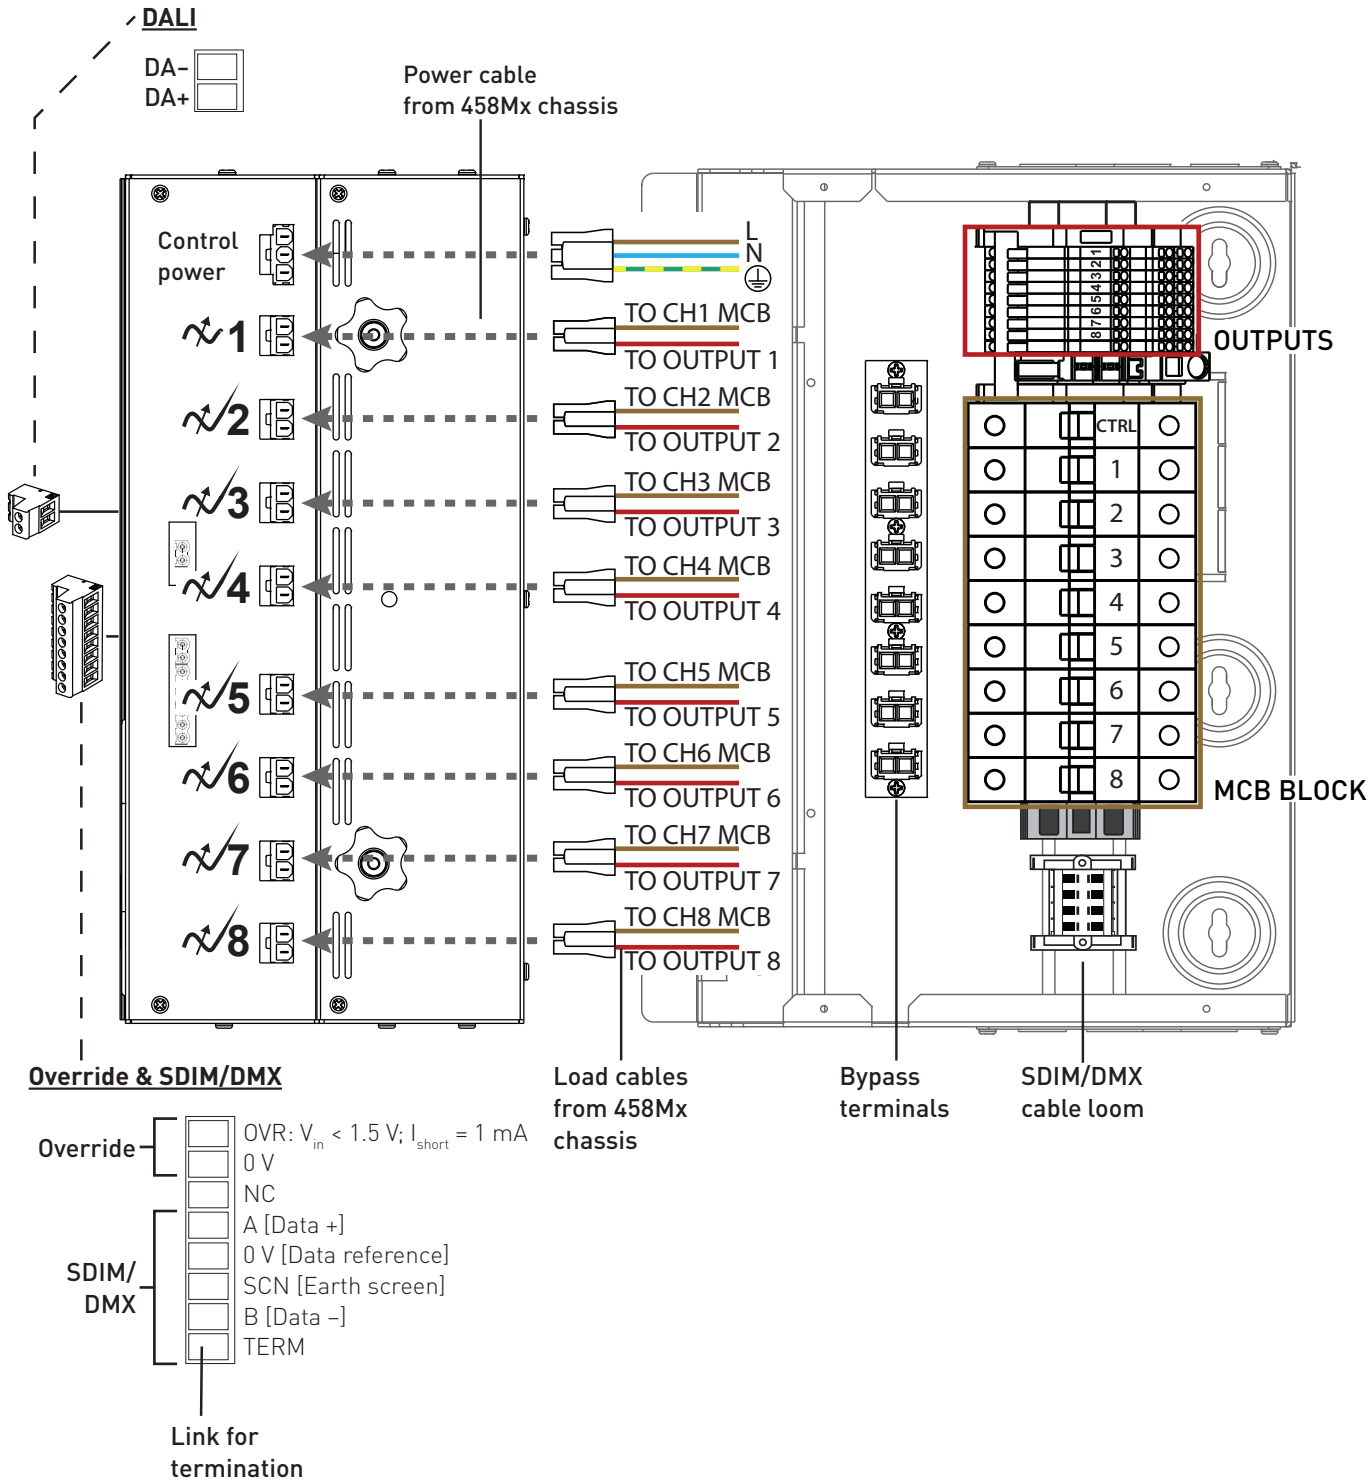 DALI
DA–
DA+
Power cable
from 458Mx chassis
Control
power
L
N
1
TO CH1 MCB
TO OUTPUT 1
2
TO CH2 MCB
TO OUTPUT 2
3
TO CH3 MCB
TO OUTPUT 3
4
TO CH4 MCB
TO OUTPUT 4
5
TO CH5 MCB
TO OUTPUT 5
6
TO CH6 MCB
TO OUTPUT 6
7
TO CH7 MCB
TO OUTPUT 7
8
TO CH8 MCB
TO OUTPUT 8
8 7 6 5 4 3 2 1
OUTPUTS
CTRL
1
2
3
4
5
6
7
8
MCB BLOCK
Override & SDIM/DMX
Load cables
from 458Mx
chassis
Bypass
terminals
SDIM/DMX
cable loom
Override
OVR: Vin < 1.5 V; Ishort = 1 mA
0 V
NC
SDIM/
DMX
A [Data +]
0 V [Data reference]
SCN [Earth screen]
B [Data –]
TERM
Link for
termination